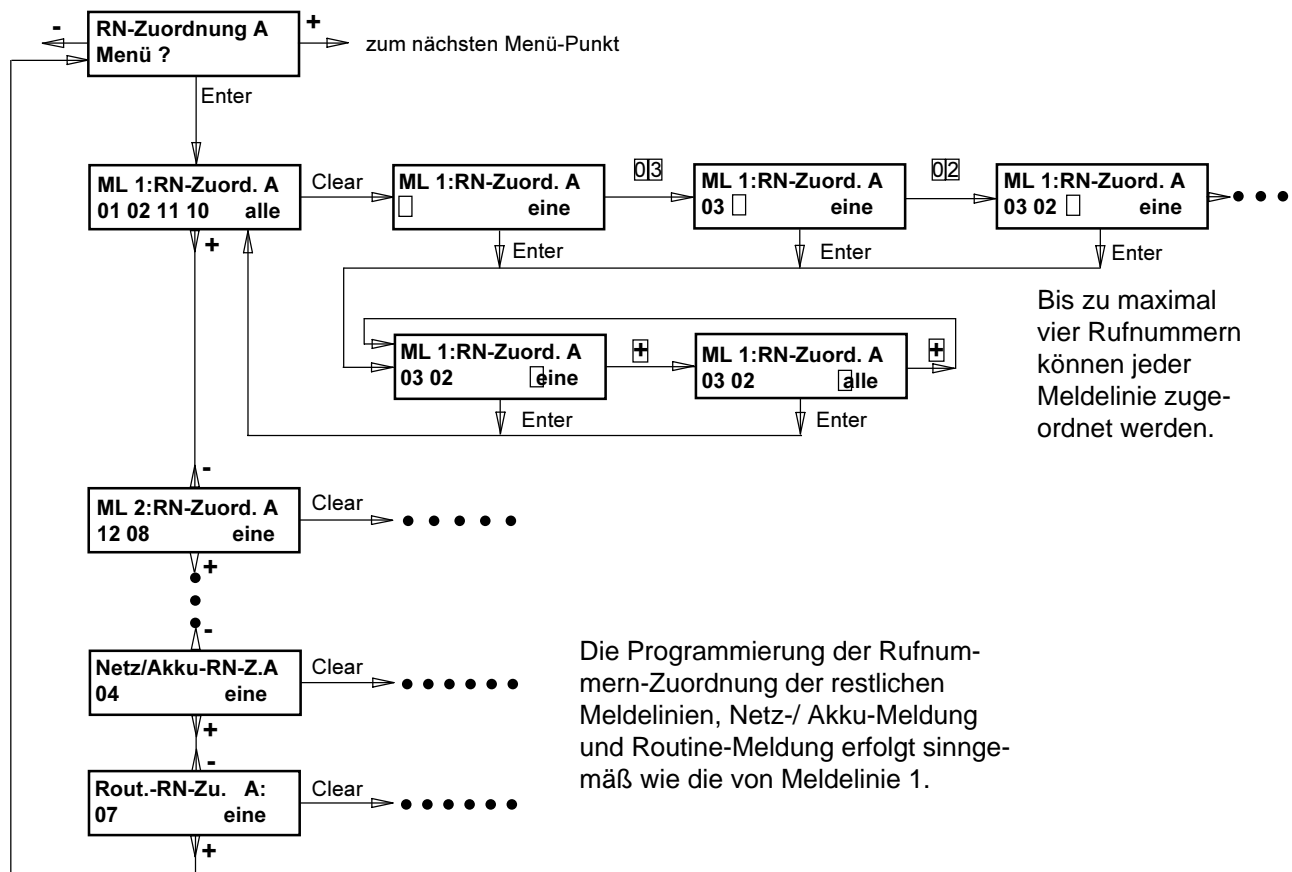 -
RN-Zuordnung A
Menü ?
+
zum nächsten Menü-Punkt
Enter
ML 1:RN-Zuord. A
01 02 11 10 alle
Clear
ML 1:RN-Zuord. A
eine
03
ML 1:RN-Zuord. A
03 eine
02
ML 1:RN-Zuord. A
03 02 eine
+
Enter
Enter
Enter
Bis zu maximal
vier Rufnummern
können jeder
Meldelinie zuge-
ordnet werden.
ML 1:RN-Zuord. A
03 02 eine
+
ML 1:RN-Zuord. A
03 02 alle
+
Enter
Enter
-
ML 2:RN-Zuord. A
12 08 eine
Clear
+
-
Netz/Akku-RN-Z.A
04 eine
Clear
+
-
Rout.-RN-Zu. A:
07 eine
Clear
+
Die Programmierung der Rufnum-
mern-Zuordnung der restlichen
Meldelinien, Netz-/ Akku-Meldung
und Routine-Meldung erfolgt sinnge-
mäß wie die von Meldelinie 1.